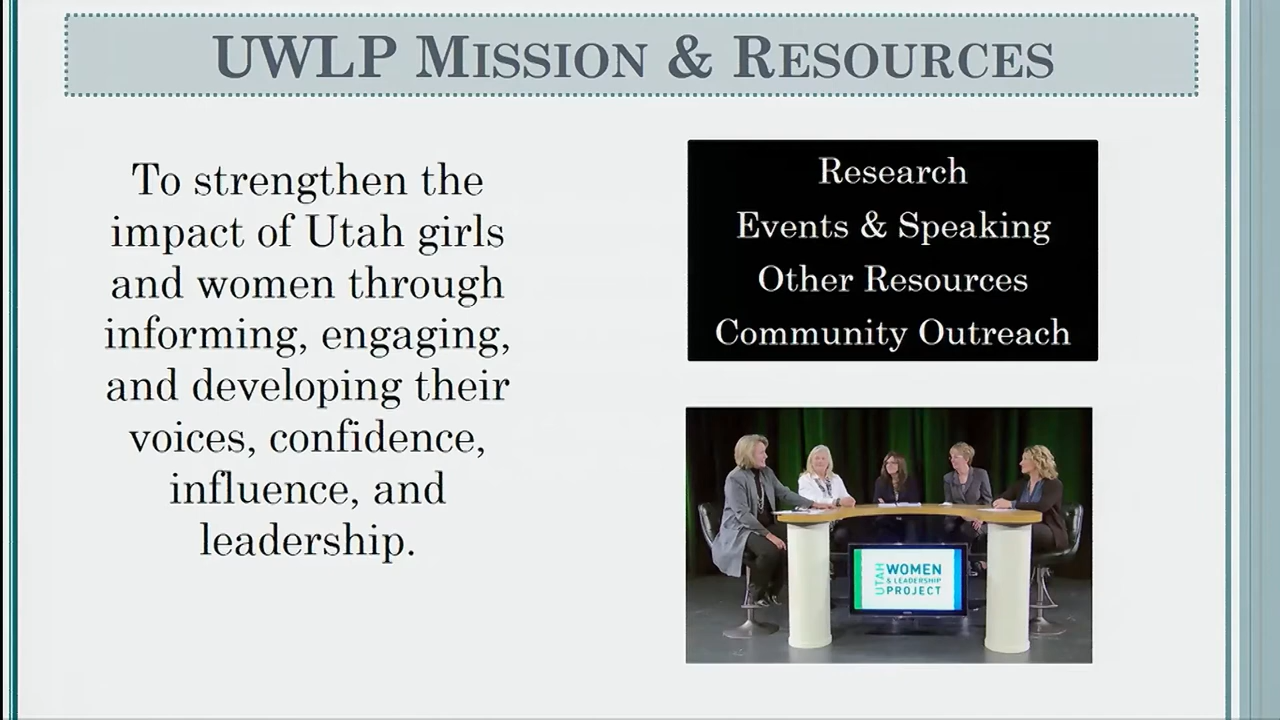 UWLP MISSION & RESOURCES
To strengthen the
impact of Utah girls
and women through
informing, engaging,
and developing their
voices, confidence,
influence, and
leadership.
Research
Events & Speaking
Other Resources
Community Outreach
UTAH
WOMEN
& LEADERSHIP
PROJECT